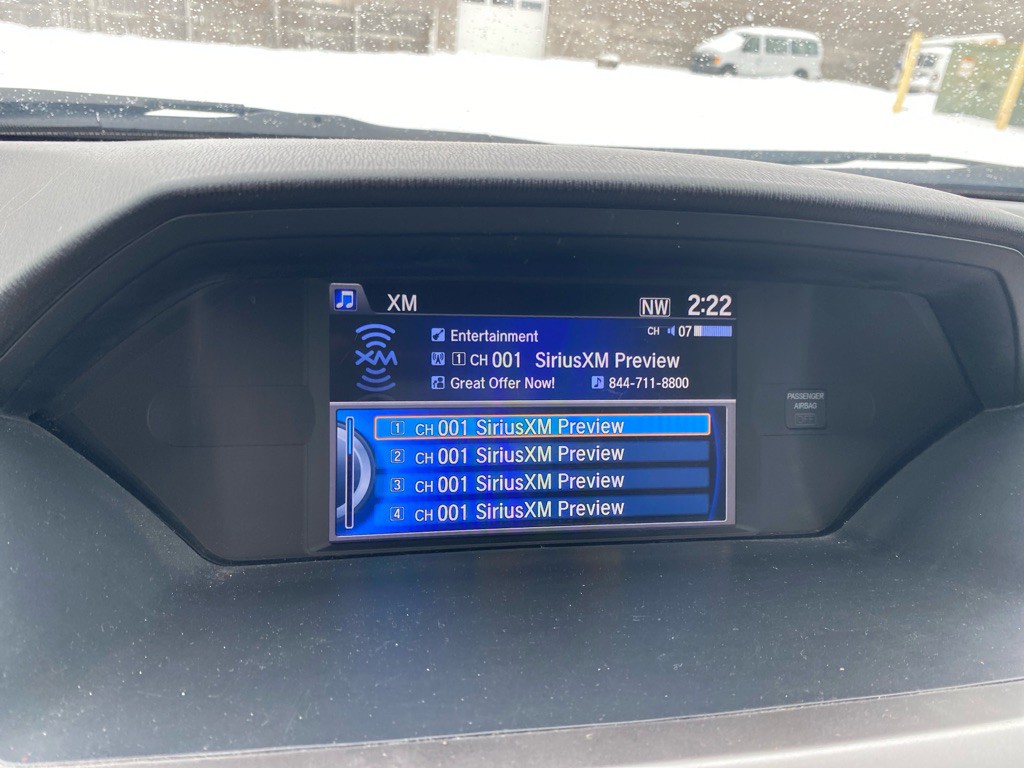 XM NW 2:22
Entertainment CH 07
XM
1 CH 001 SiriusXM Preview
Great Offer Now! 844-711-8800
1 CH 001 SiriusXM Preview
2 CH 001 SiriusXM Preview
3 CH 001 SiriusXM Preview
4 CH 001 SiriusXM Preview
PASSENGER
AIRBAG